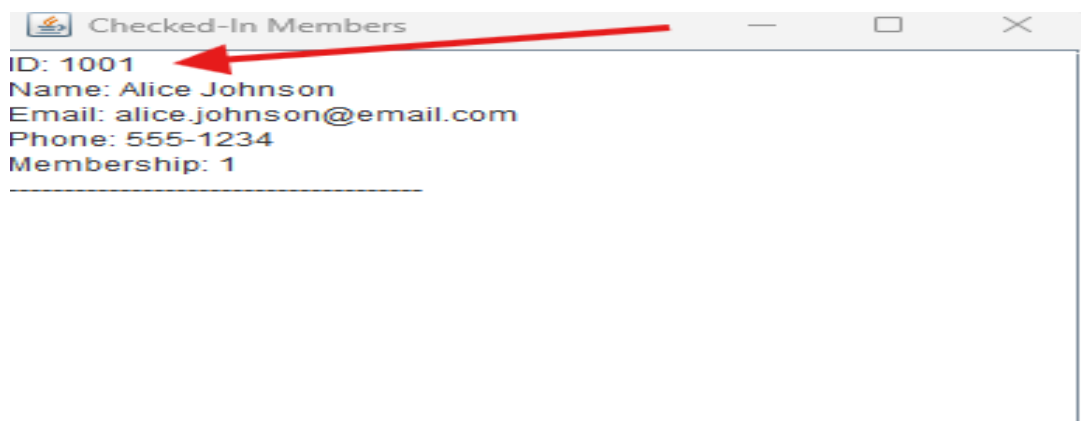 Checked-In Members
ID: 1001
Name: Alice Johnson
Email: alice.johnson@email.com
Phone: 555-1234
Membership: 1
--------------------------------------